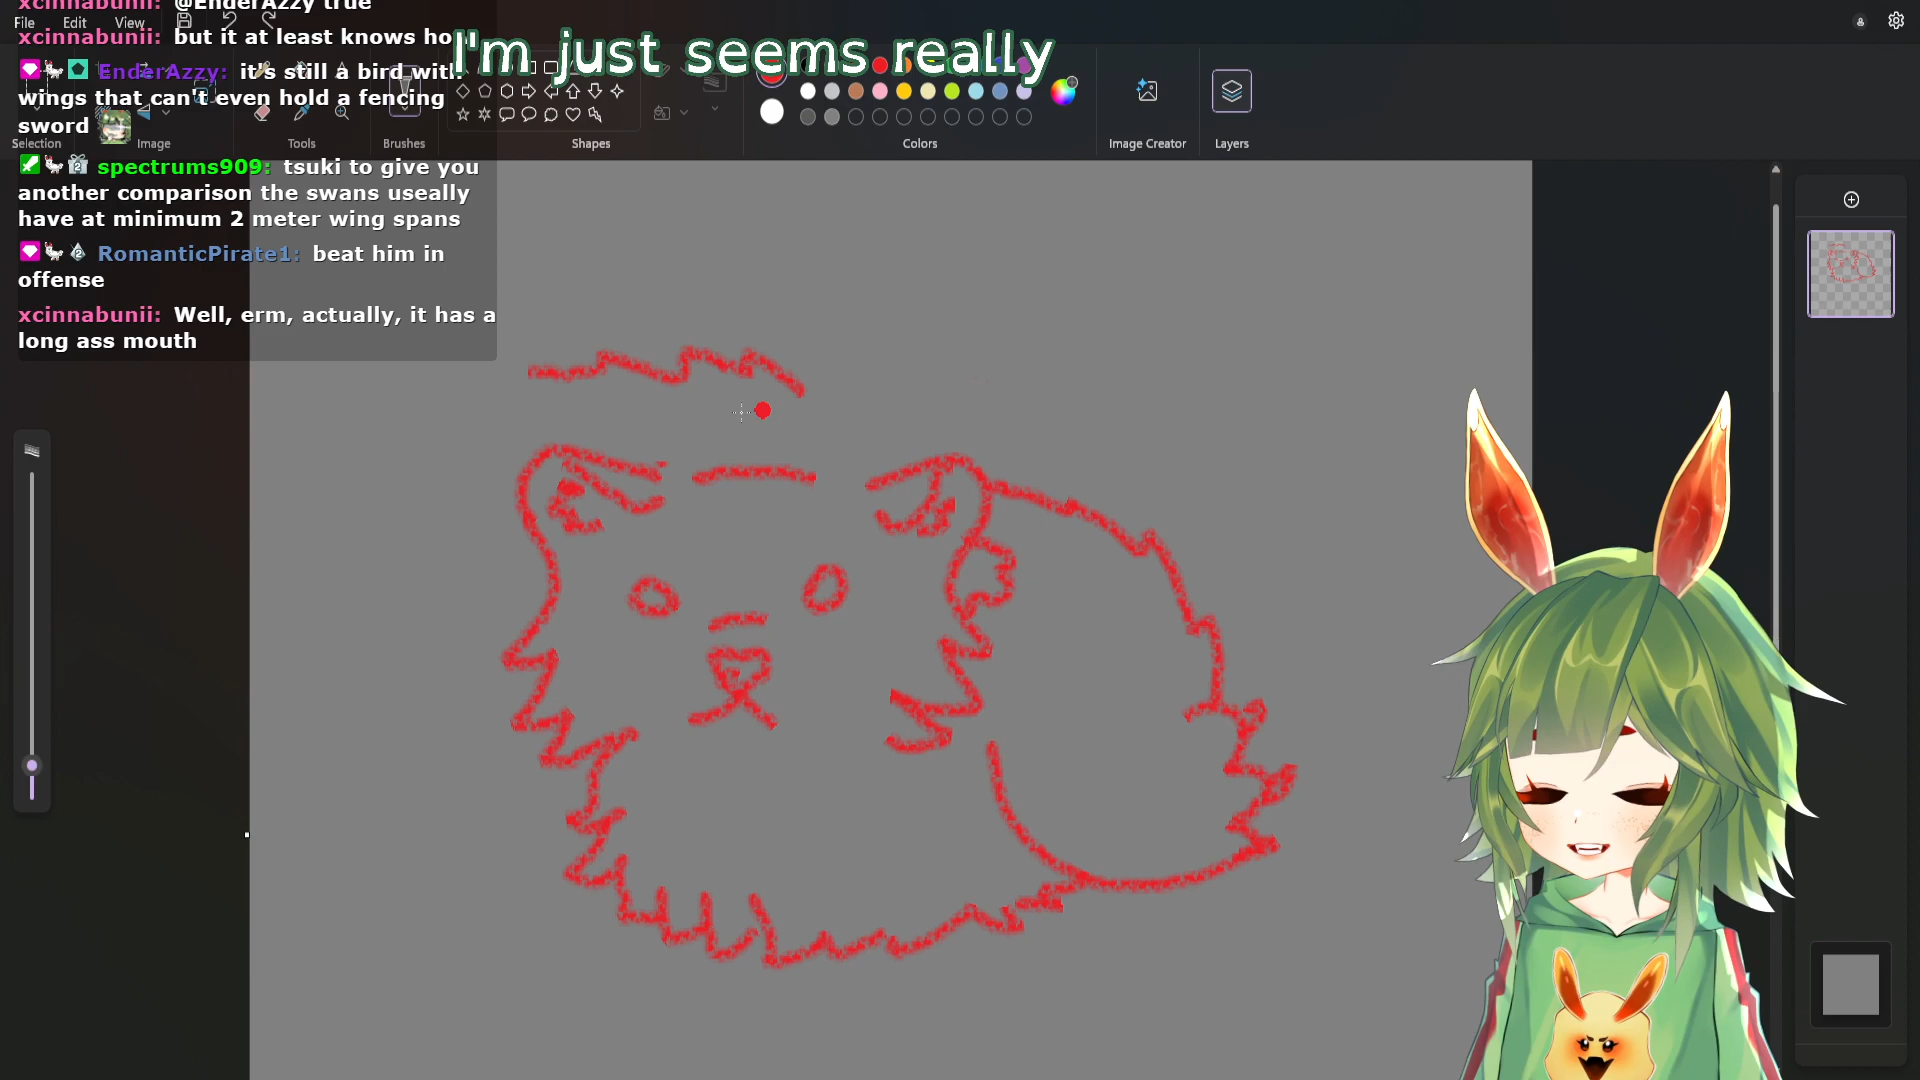 File Edit View
xcinnabunii: @EnderAzzy true
xcinnabunii: but it at least knows ho
I'm just seems really
EnderAzzy: it's still a bird with
wings that can't even hold a fencing
sword
Selection Image Tools Brushes Shapes Colors Image Creator Layers
spectrums909: tsuki to give you
another comparison the swans useally
have at minimum 2 meter wing spans
RomanticPirate1: beat him in
offense
xcinnabunii: Well, erm, actually, it has a
long ass mouth